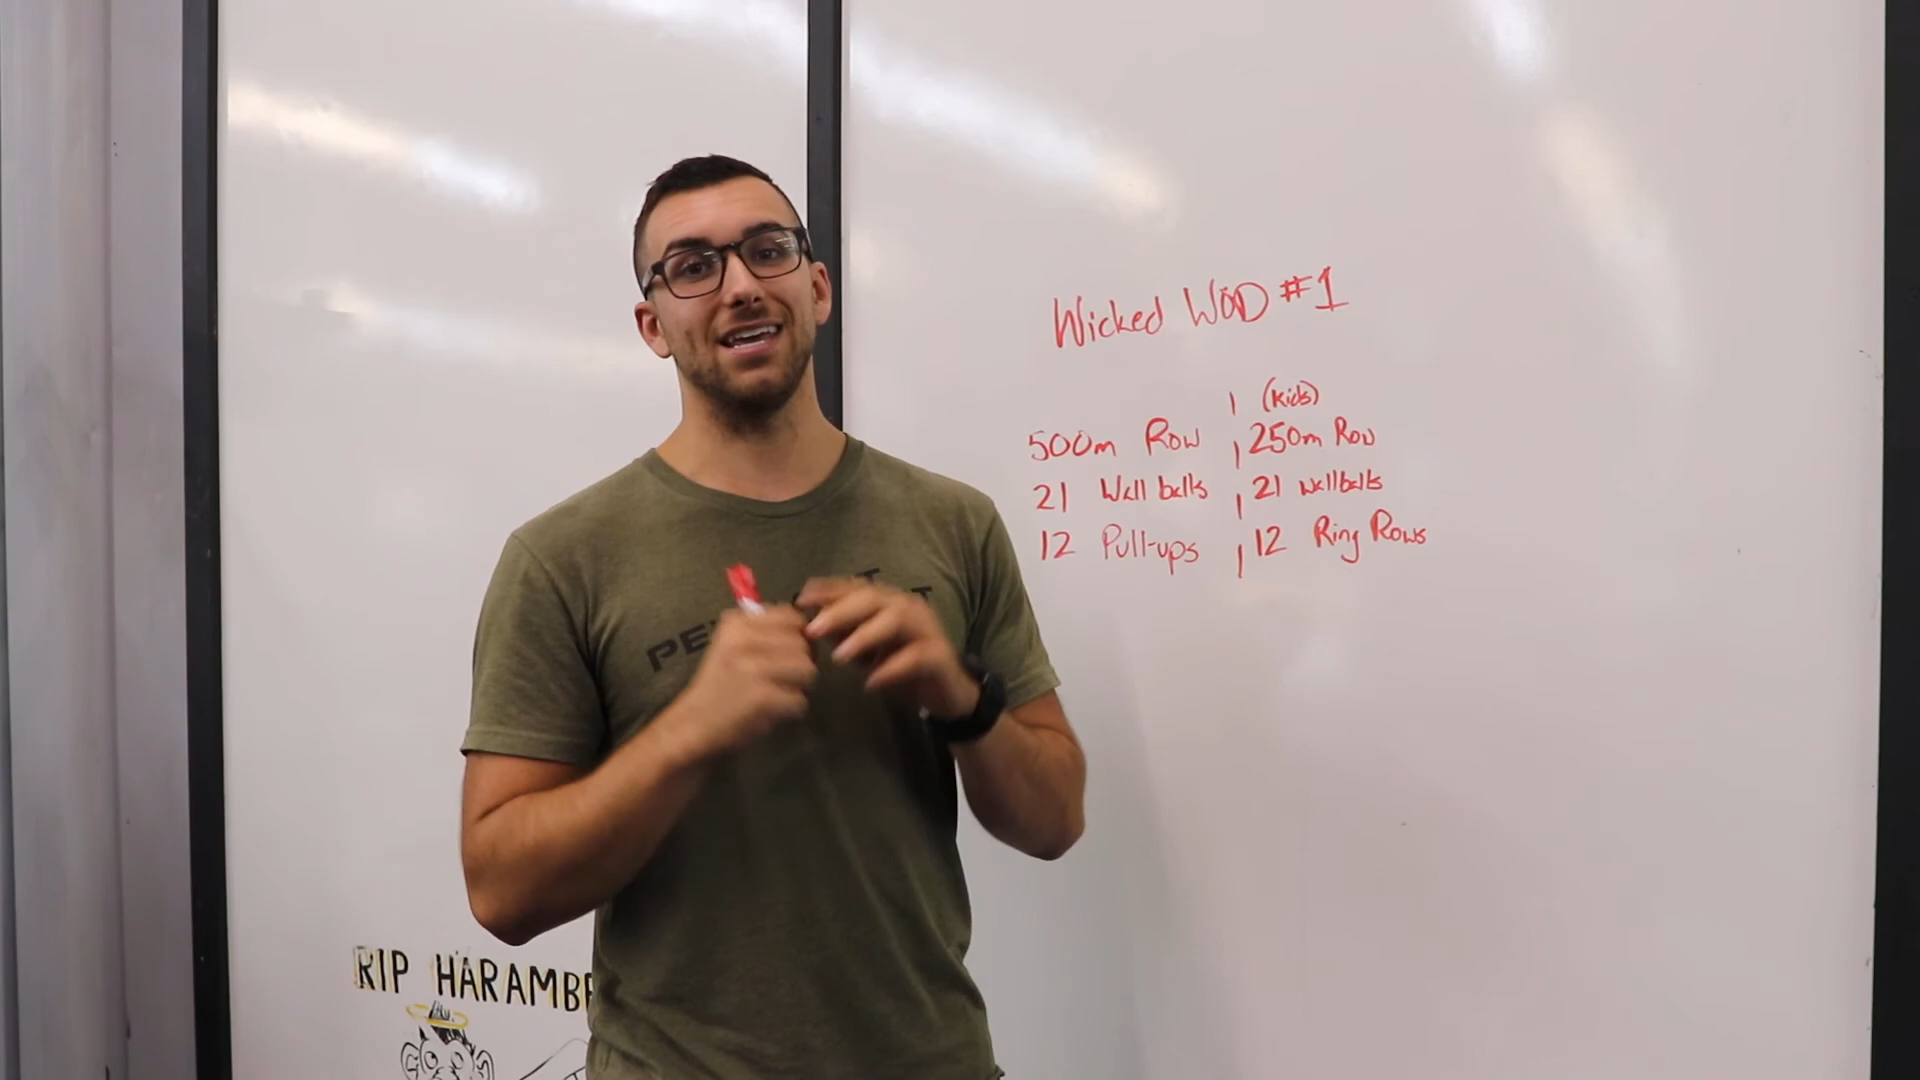 Wicked WOD #1
(kids)
500m Row | 250m Row
21 Wall balls | 21 wallballs
12 Pull-ups | 12 Ring Rows
RIP HARAMBE